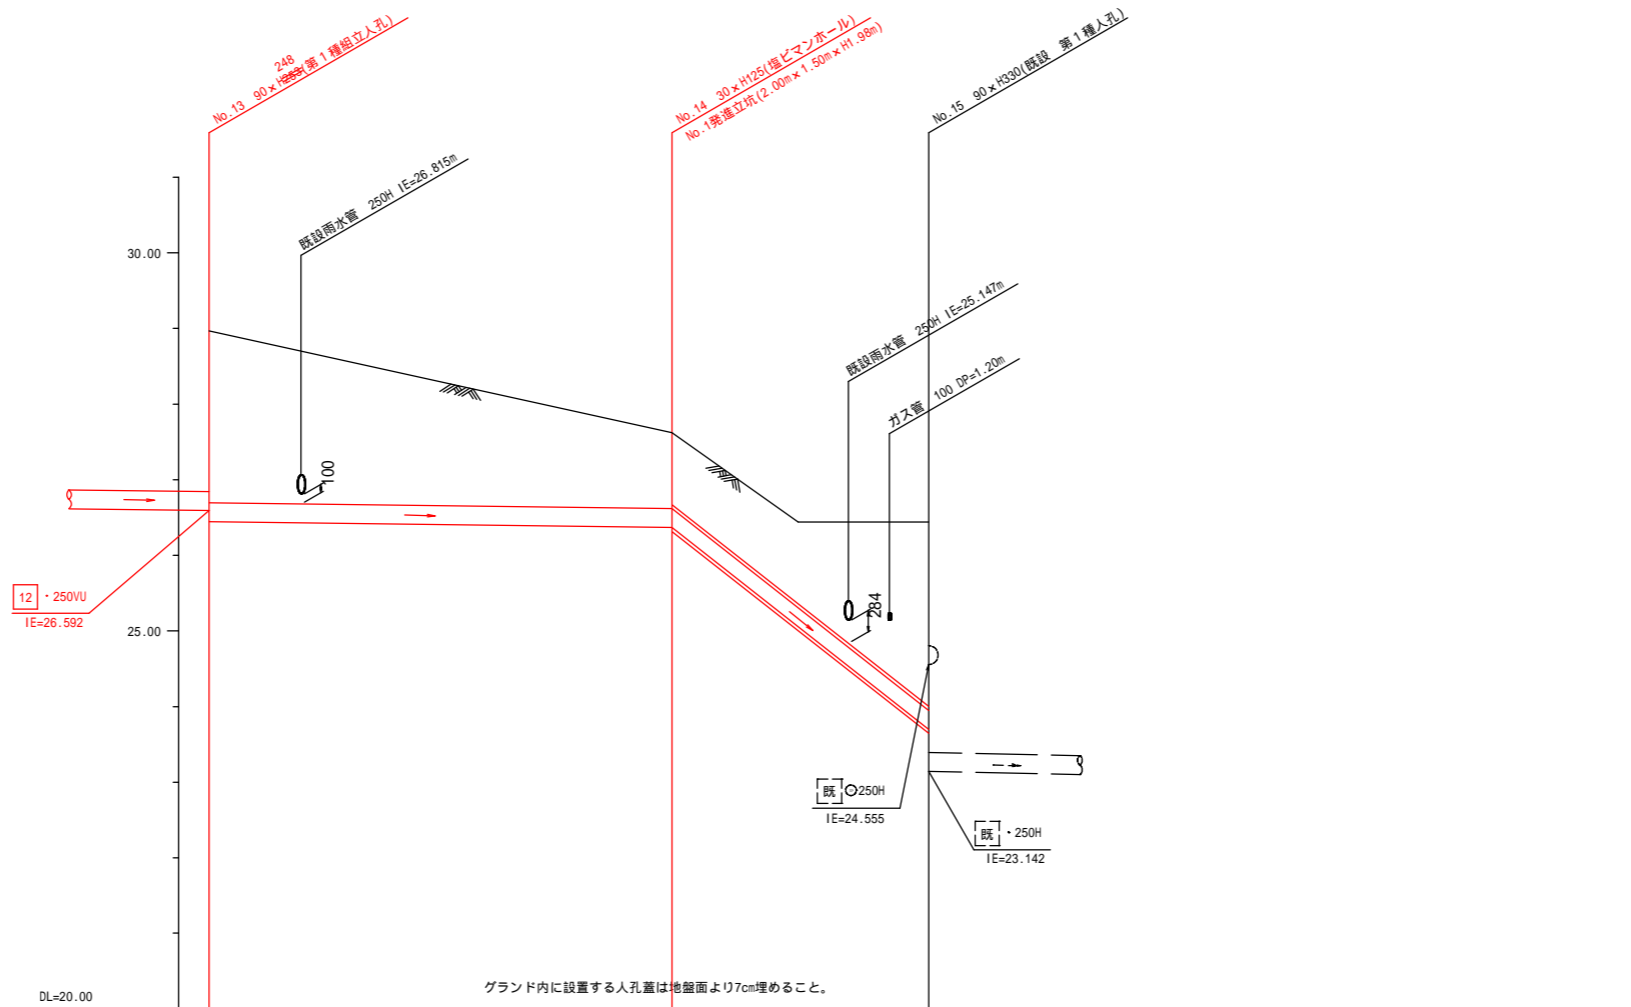 248
No.13 90×H253(第1種組立人孔)
No.14 30×H125(塩ビマンホール)
No.1発進立坑(2.00m×1.50m×H1.98m)
No.15 90×H330(既設 第1種人孔)
既設雨水管 250H IE=26.815m
30.00
既設雨水管 250H IE=25.147m
ガス管 100 DP=1.20m
100
12 ・250VU
IE=26.592
25.00
284
既 250H
IE=24.555
既 ・250H
IE=23.142
グランド内に設置する人孔蓋は地盤面より7cm埋めること。
DL=20.00